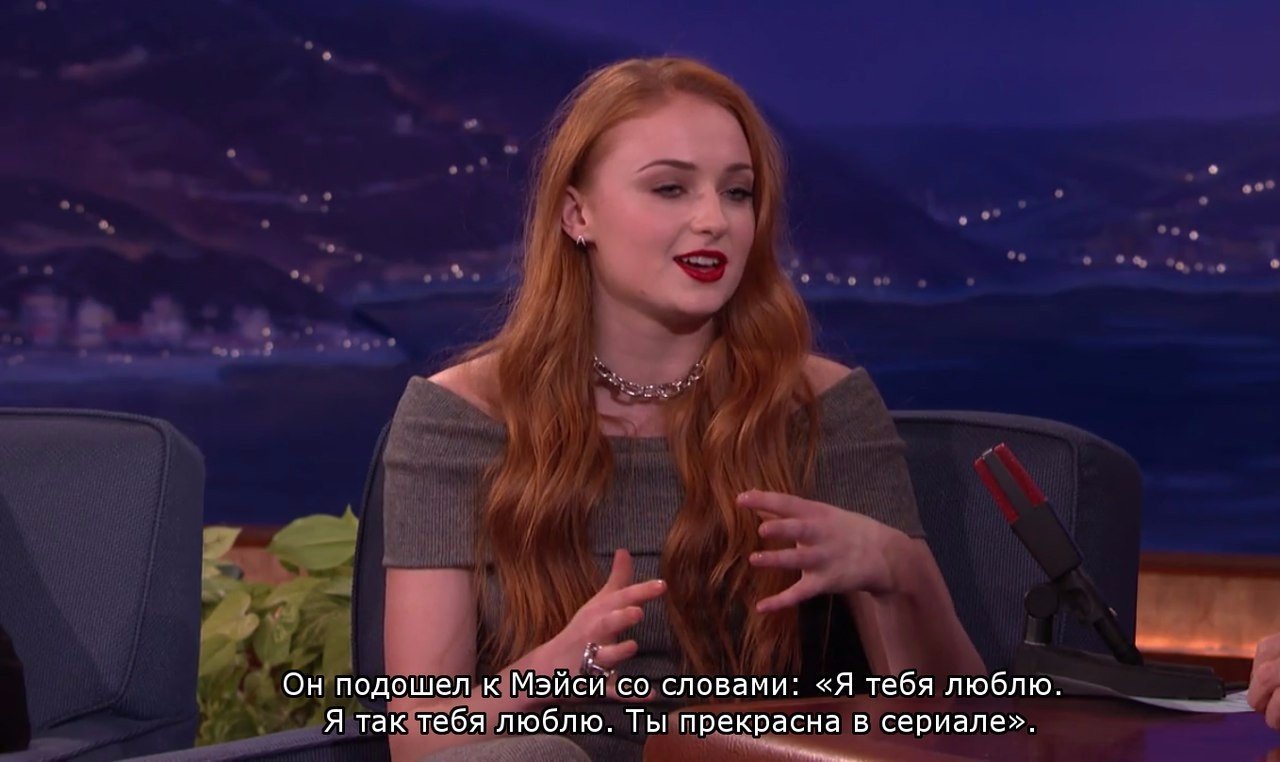 Он подошел к Мэйси со словами: «Я тебя люблю.
Я так тебя люблю. Ты прекрасна в сериале».